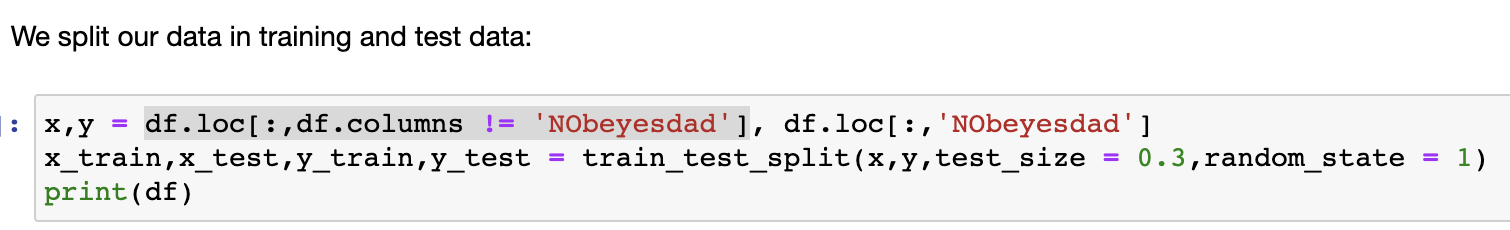 We split our data in training and test data:
]: x,y = df.loc[:,df.columns != 'NObeyesdad'], df.loc[:,'NObeyesdad']
x_train,x_test,y_train,y_test = train_test_split(x,y,test_size = 0.3,random_state = 1)
print(df)